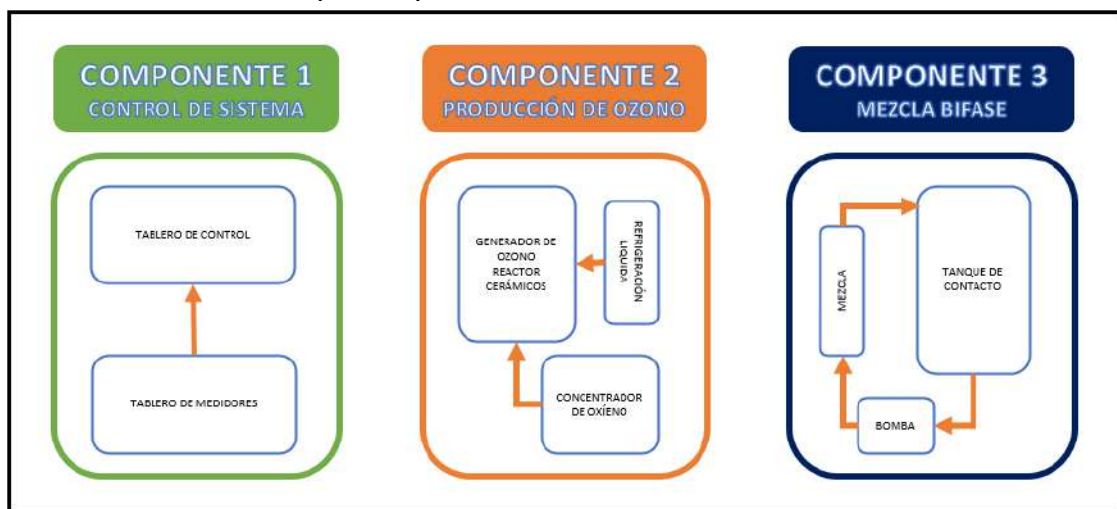 COMPONENTE 1
CONTROL DE SISTEMA
TABLERO DE CONTROL
TABLERO DE MEDIDORES
COMPONENTE 2
PRODUCCIÓN DE OZONO
GENERADOR DE
OZONO
REACTOR
CERÁMICOS
REFRIGERACIÓN
LIQUIDA
CONCENTRADOR
DE OXÍENO
COMPONENTE 3
MEZCLA BIFASE
MEZCLA
TANQUE DE
CONTACTO
BOMBA